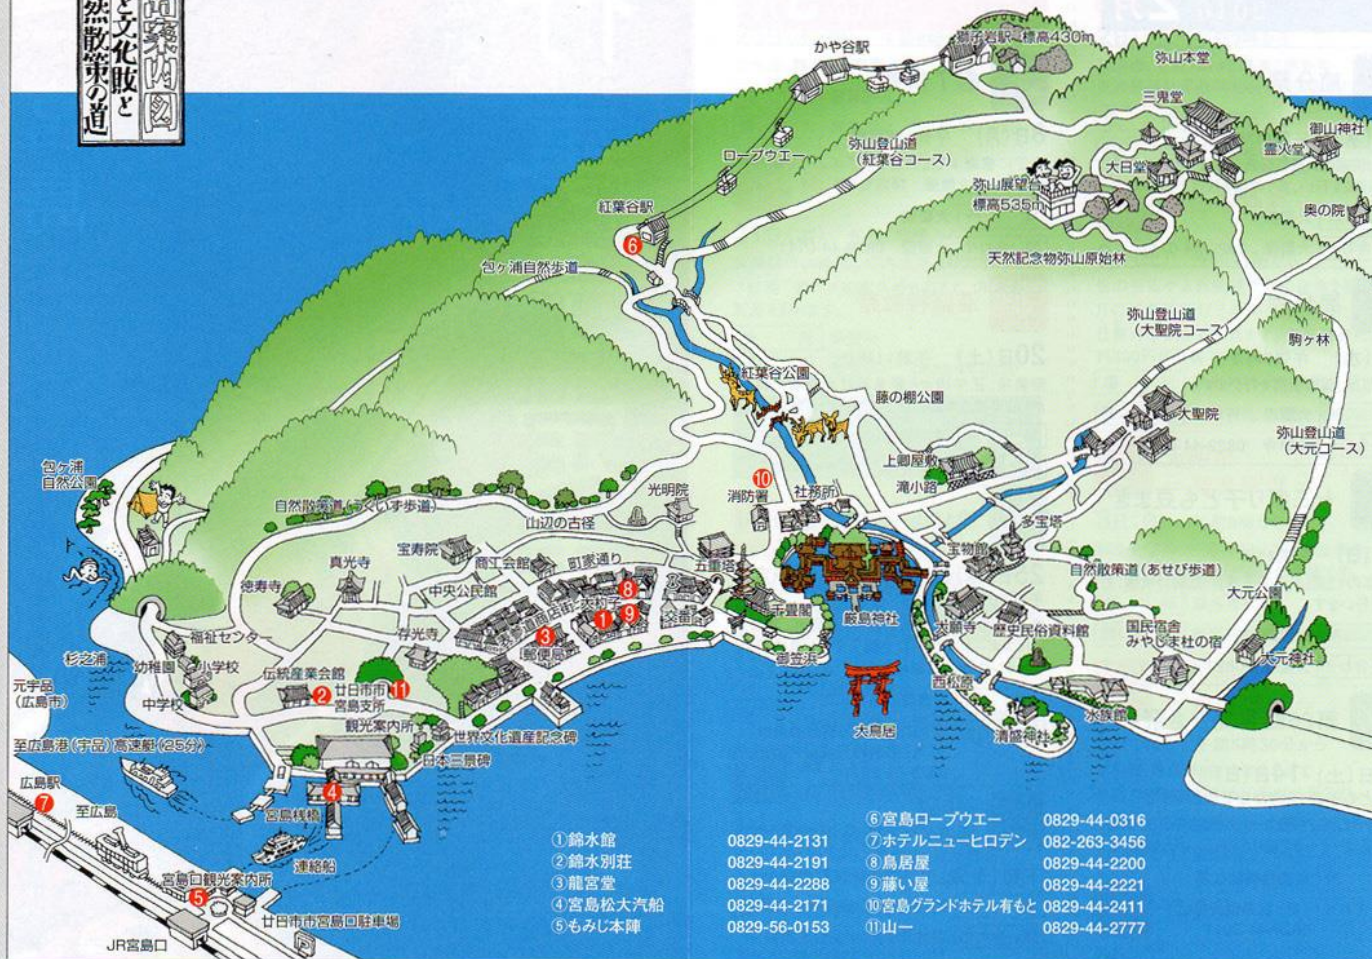 と文化財と
然散策の道
かや谷駅
獅子岩駅 標高430m
弥山本堂
三鬼堂
御山神社
霊火堂
ロープウエー
弥山登山道
(紅葉谷コース)
大日堂
弥山展望台
標高535m
奥の院
紅葉谷駅
⑥
包ヶ浦自然歩道
天然記念物弥山原始林
弥山登山道
(大聖院コース)
駒ヶ林
紅葉谷公園
藤の棚公園
大聖院
弥山登山道
(大元コース)
包ヶ浦
自然公園
上卿屋敷
滝小路
⑩
消防署
社務所
光明院
自然散策道(うぐいす歩道)
山辺の古径
多宝塔
宝物館
自然散策道(あせび歩道)
宝寿院
商工会館
町家通り
五重塔
真光寺
徳寿寺
中央公民館
⑧
①
⑨
③
郵便局
存光寺
千畳閣
厳島神社
大願寺
歴史民俗資料館
国民宿舎
みやじま杜の宿
大元公園
大元神社
福祉センター
杉之浦
幼稚園
小学校
中学校
伝統産業会館
②
廿日市市
宮島支所
⑪
御笠浜
西松原
大鳥居
清盛神社
水族館
元宇品
(広島市)
観光案内所
世界文化遺産記念碑
日本三景碑
至広島港(宇品)高速艇(25分)
広島駅
⑦
至広島
④
宮島桟橋
連絡船
宮島口観光案内所
⑤
廿日市市宮島口駐車場
JR宮島口
①錦水館 0829-44-2131
②錦水別荘 0829-44-2191
③龍宮堂 0829-44-2288
④宮島松大汽船 0829-44-2171
⑤もみじ本陣 0829-56-0153
⑥宮島ロープウエー 0829-44-0316
⑦ホテルニューヒロデン 082-263-3456
⑧鳥居屋 0829-44-2200
⑨藤い屋 0829-44-2221
⑩宮島グランドホテル有もと 0829-44-2411
⑪山一 0829-44-2777